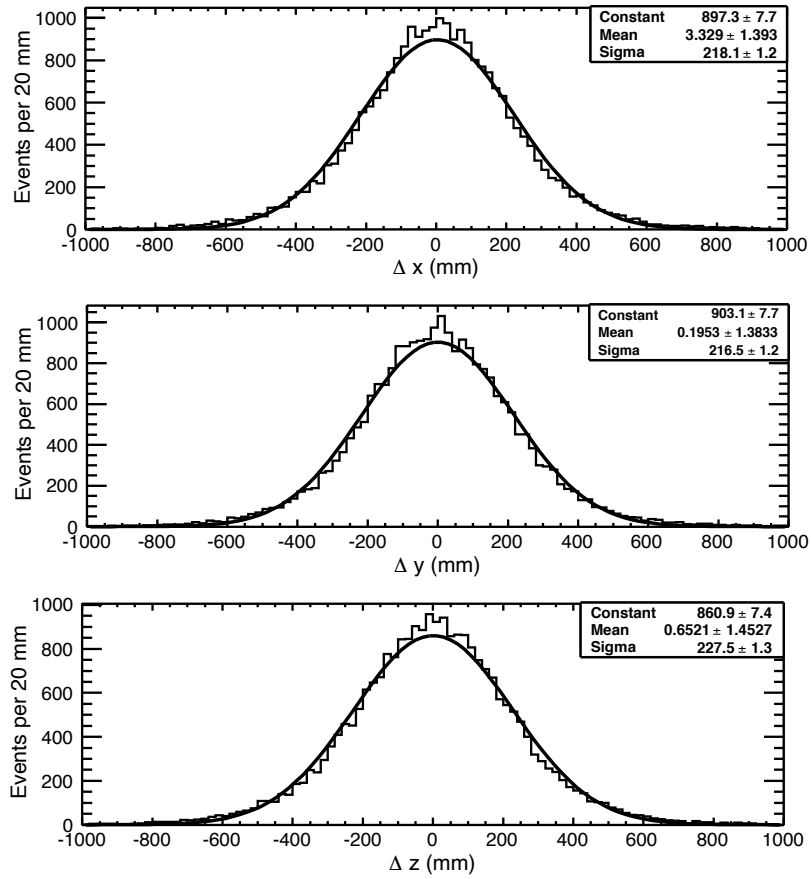 Constant 897.3 ± 7.7
Mean 3.329 ± 1.393
Sigma 218.1 ± 1.2
Events per 20 mm
1000
800
600
400
200
0
-1000 -800 -600 -400 -200 0 200 400 600 800 1000
Δ x (mm)
Constant 903.1 ± 7.7
Mean 0.1953 ± 1.3833
Sigma 216.5 ± 1.2
Events per 20 mm
1000
800
600
400
200
0
-1000 -800 -600 -400 -200 0 200 400 600 800 1000
Δ y (mm)
Constant 860.9 ± 7.4
Mean 0.6521 ± 1.4527
Sigma 227.5 ± 1.3
Events per 20 mm
1000
800
600
400
200
0
-1000 -800 -600 -400 -200 0 200 400 600 800 1000
Δ z (mm)